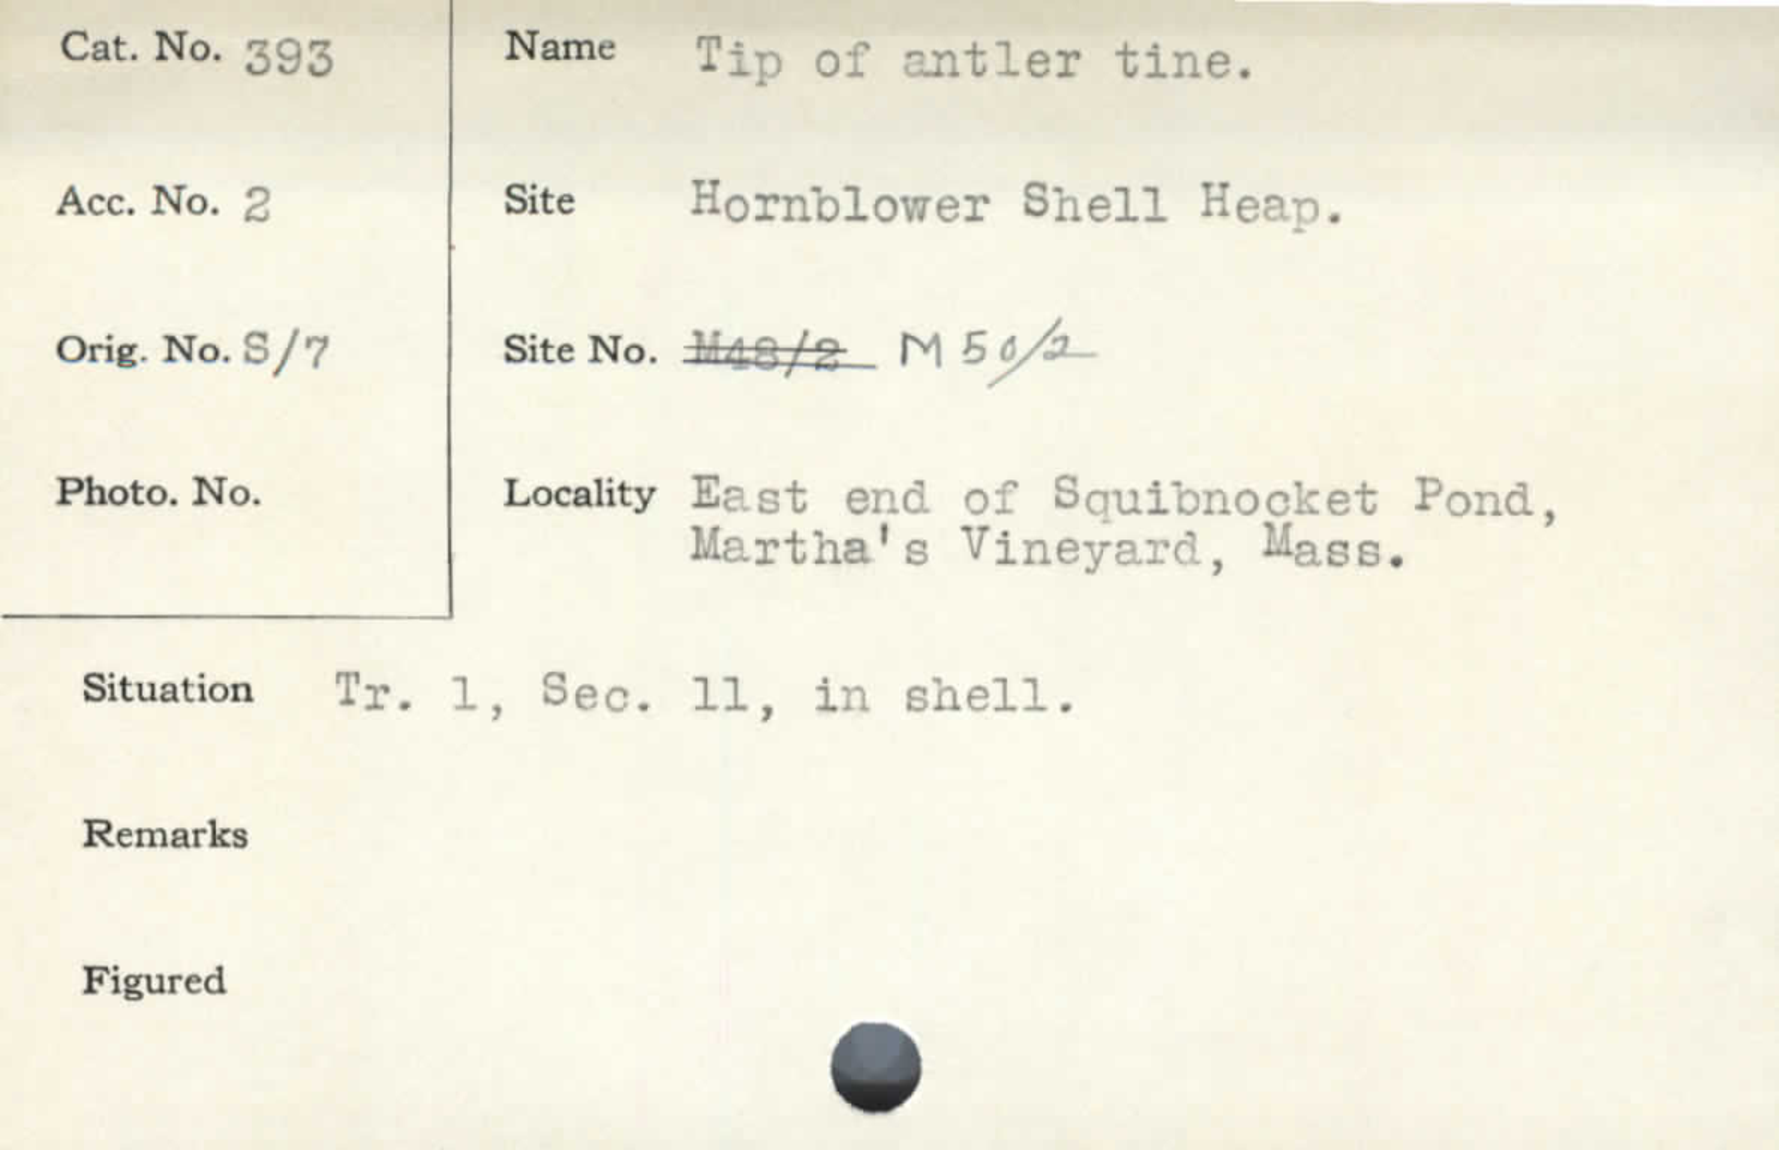 Cat. No. 393
Name Tip of antler tine.
Acc. No. 2
Site Hornblower Shell Heap.
Orig. No. S/7
Site No. M48/2 M 50/2
Photo. No.
Locality East end of Squibnocket Pond,
Martha's Vineyard, Mass.
Situation Tr. 1, Sec. 11, in shell.
Remarks
Figured